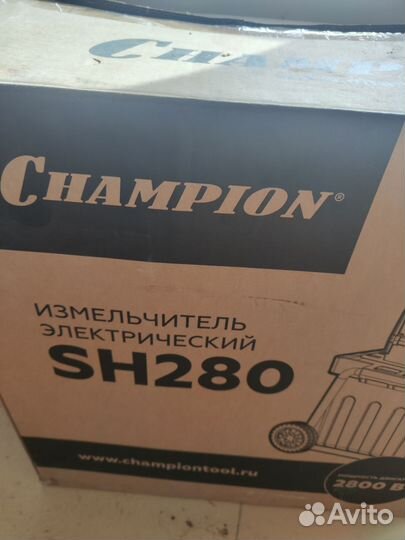 CHAMPION
CHAMPION®
ИЗМЕЛЬЧИТЕЛЬ
ЭЛЕКТРИЧЕСКИЙ
SH280
www.championtool.ru
2800 В
Avito